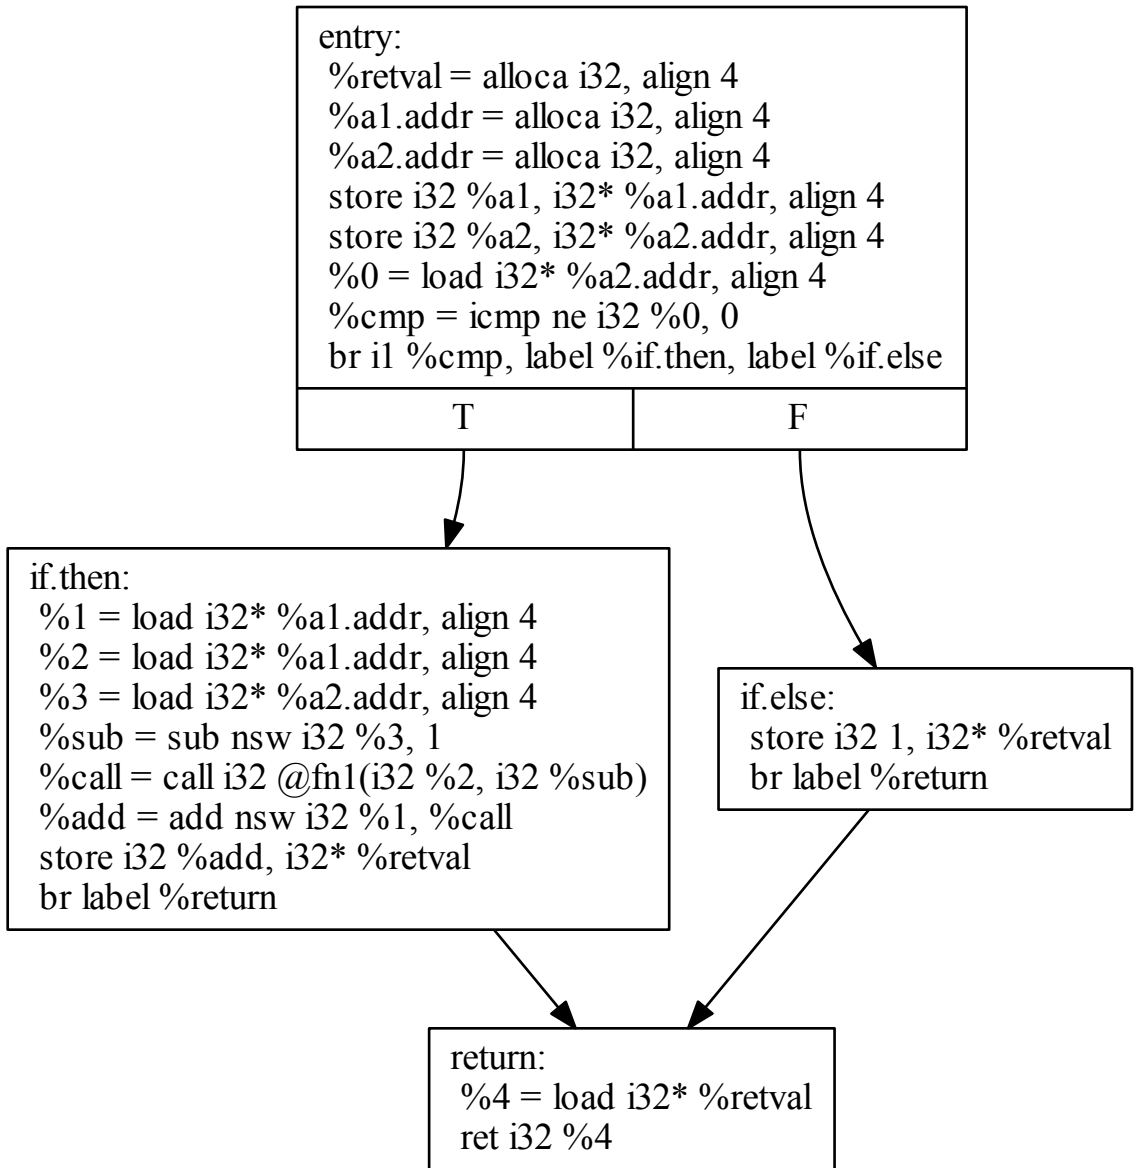 entry:
%retval = alloca i32, align 4
%a1.addr = alloca i32, align 4
%a2.addr = alloca i32, align 4
store i32 %a1, i32* %a1.addr, align 4
store i32 %a2, i32* %a2.addr, align 4
%0 = load i32* %a2.addr, align 4
%cmp = icmp ne i32 %0, 0
br i1 %cmp, label %if.then, label %if.else
T
F
if.then:
%1 = load i32* %a1.addr, align 4
%2 = load i32* %a1.addr, align 4
%3 = load i32* %a2.addr, align 4
%sub = sub nsw i32 %3, 1
%call = call i32 @fn1(i32 %2, i32 %sub)
%add = add nsw i32 %1, %call
store i32 %add, i32* %retval
br label %return
if.else:
store i32 1, i32* %retval
br label %return
return:
%4 = load i32* %retval
ret i32 %4